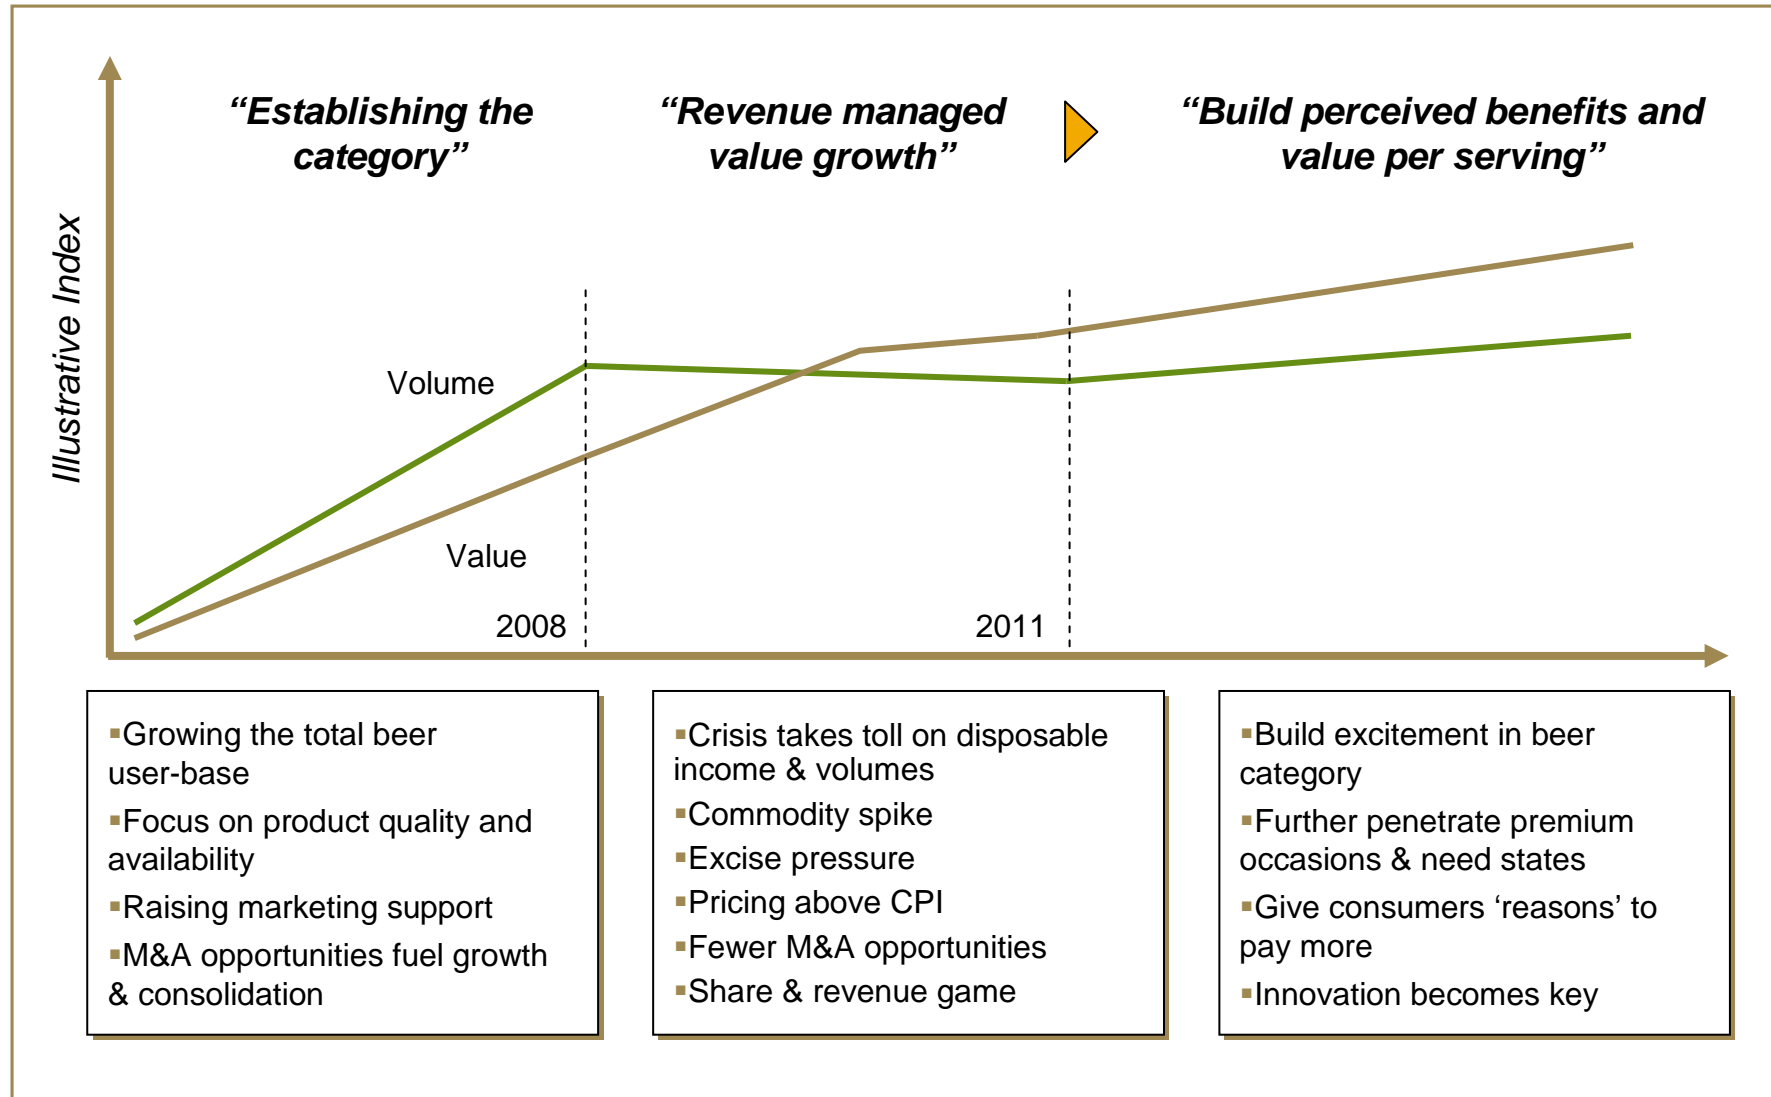 “Establishing the
category”
“Revenue managed
value growth”
“Build perceived benefits and
value per serving”
Illustrative Index
Volume
Value
2008
2011
▪Growing the total beer
user-base
▪Focus on product quality and
availability
▪Raising marketing support
▪M&A opportunities fuel growth
& consolidation
▪Crisis takes toll on disposable
income & volumes
▪Commodity spike
▪Excise pressure
▪Pricing above CPI
▪Fewer M&A opportunities
▪Share & revenue game
▪Build excitement in beer
category
▪Further penetrate premium
occasions & need states
▪Give consumers ‘reasons’ to
pay more
▪Innovation becomes key